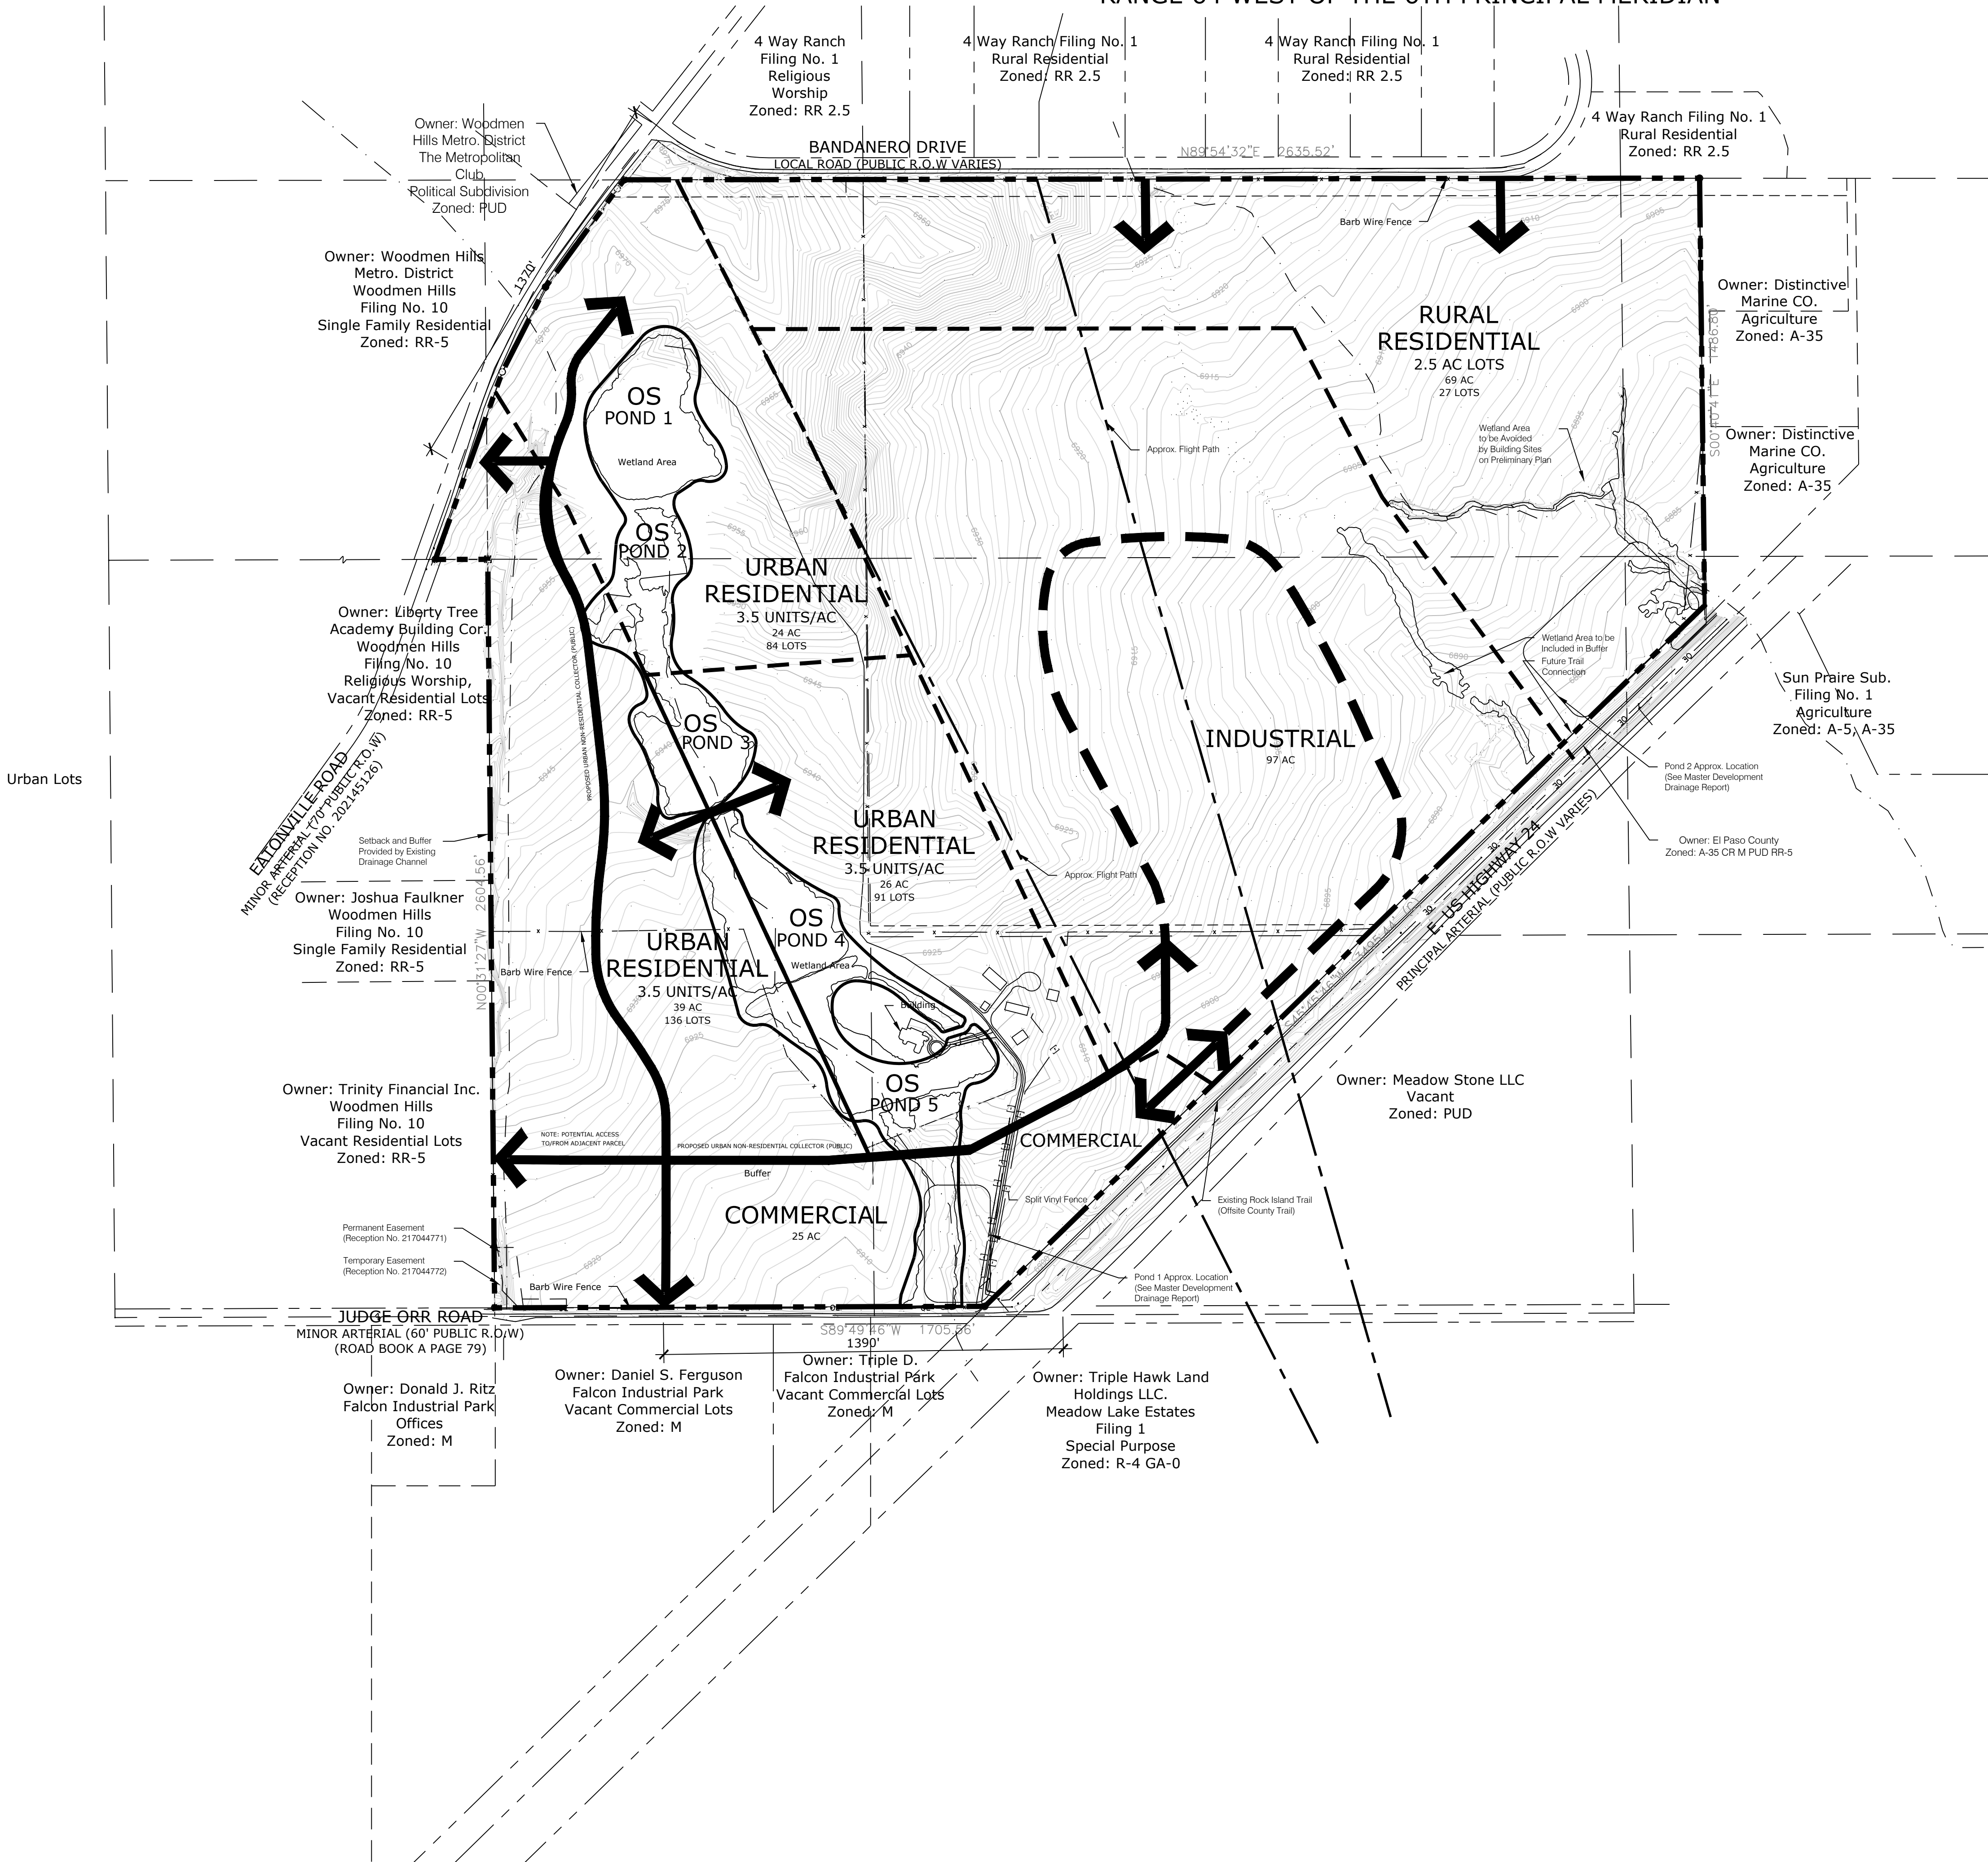 RANGE 64 WEST OF THE 6TH PRINCIPAL MERIDIAN
4 Way Ranch
Filing No. 1
Religious
Worship
Zoned: RR 2.5
4 Way Ranch Filing No. 1
Rural Residential
Zoned: RR 2.5
4 Way Ranch Filing No. 1
Rural Residential
Zoned: RR 2.5
4 Way Ranch Filing No. 1
Rural Residential
Zoned: RR 2.5
Owner: Woodmen
Hills Metro. District
The Metropolitan
Club
Political Subdivision
Zoned: PUD
BANDANERO DRIVE
LOCAL ROAD (PUBLIC R.O.W VARIES)
N89°54'32"E 2635.52'
Barb Wire Fence
Owner: Woodmen Hills
Metro. District
Woodmen Hills
Filing No. 10
Single Family Residential
Zoned: RR-5
1370'
Owner: Distinctive
Marine CO.
Agriculture
Zoned: A-35
S00°40'41"E 1486.80'
Owner: Distinctive
Marine CO.
Agriculture
Zoned: A-35
RURAL
RESIDENTIAL
2.5 AC LOTS
69 AC
27 LOTS
OS
POND 1
Wetland Area
Approx. Flight Path
Wetland Area
to be Avoided
by Building Sites
on Preliminary Plan
OS
POND 2
URBAN
RESIDENTIAL
3.5 UNITS/AC
24 AC
84 LOTS
Owner: Liberty Tree
Academy Building Cor.
Woodmen Hills
Filing No. 10
Religious Worship,
Vacant Residential Lots
Zoned: RR-5
PROPOSED URBAN NON-RESIDENTIAL COLLECTOR (PUBLIC)
Wetland Area to be
Included in Buffer
Future Trail
Connection
Sun Praire Sub.
Filing No. 1
Agriculture
Zoned: A-5, A-35
OS
POND 3
INDUSTRIAL
97 AC
Urban Lots
EATONVILLE ROAD
MINOR ARTERIAL (70' PUBLIC R.O.W)
(RECEPTION NO. 202145126)
Pond 2 Approx. Location
(See Master Development
Drainage Report)
Setback and Buffer
Provided by Existing
Drainage Channel
URBAN
RESIDENTIAL
3.5 UNITS/AC
26 AC
91 LOTS
Approx. Flight Path
Owner: El Paso County
Zoned: A-35 CR M PUD RR-5
E. US HIGHWAY 24
PRINCIPAL ARTERIAL (PUBLIC R.O.W VARIES)
N00°31'27"W 2604.56'
Owner: Joshua Faulkner
Woodmen Hills
Filing No. 10
Single Family Residential
Zoned: RR-5
OS
POND 4
Wetland Area
Barb Wire Fence
URBAN
RESIDENTIAL
3.5 UNITS/AC
39 AC
136 LOTS
Building
OS
POND 5
Owner: Trinity Financial Inc.
Woodmen Hills
Filing No. 10
Vacant Residential Lots
Zoned: RR-5
Owner: Meadow Stone LLC
Vacant
Zoned: PUD
NOTE: POTENTIAL ACCESS
TO/FROM ADJACENT PARCEL
PROPOSED URBAN NON-RESIDENTIAL COLLECTOR (PUBLIC)
Buffer
COMMERCIAL
COMMERCIAL
25 AC
Split Vinyl Fence
Existing Rock Island Trail
(Offsite County Trail)
Permanent Easement
(Reception No. 217044771)
Temporary Easement
(Reception No. 217044772)
Barb Wire Fence
Pond 1 Approx. Location
(See Master Development
Drainage Report)
JUDGE ORR ROAD
MINOR ARTERIAL (60' PUBLIC R.O.W)
(ROAD BOOK A PAGE 79)
S89°49'46"W 1705.56'
1390'
Owner: Donald J. Ritz
Falcon Industrial Park
Offices
Zoned: M
Owner: Daniel S. Ferguson
Falcon Industrial Park
Vacant Commercial Lots
Zoned: M
Owner: Triple D.
Falcon Industrial Park
Vacant Commercial Lots
Zoned: M
Owner: Triple Hawk Land
Holdings LLC.
Meadow Lake Estates
Filing 1
Special Purpose
Zoned: R-4 GA-0